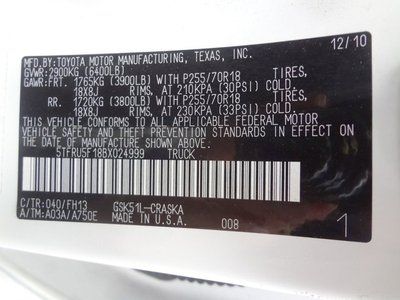 MFD.BY:TOYOTA MOTOR MANUFACTURING, TEXAS, INC. 12/10
GVWR:2900KG (6400LB)
GAWR:FRT. 1765KG (3900LB) WITH P255/70R18 TIRES,
18X8J RIMS, AT 210KPA (30PSI) COLD.
RR. 1720KG (3800LB) WITH P255/70R18 TIRES,
18X8J RIMS, AT 230KPA (33PSI) COLD.
THIS VEHICLE CONFORMS TO ALL APPLICABLE FEDERAL MOTOR
VEHICLE SAFETY AND THEFT PREVENTION STANDARDS IN EFFECT ON
THE DATE OF MANUFACTURE SHOWN ABOVE.
5TFRU5F18BX024999 TRUCK
C/TR:040/FH13 GSK51L-CRASKA
A/TM:A03A/A750E MADE IN U.S.A. 008 1